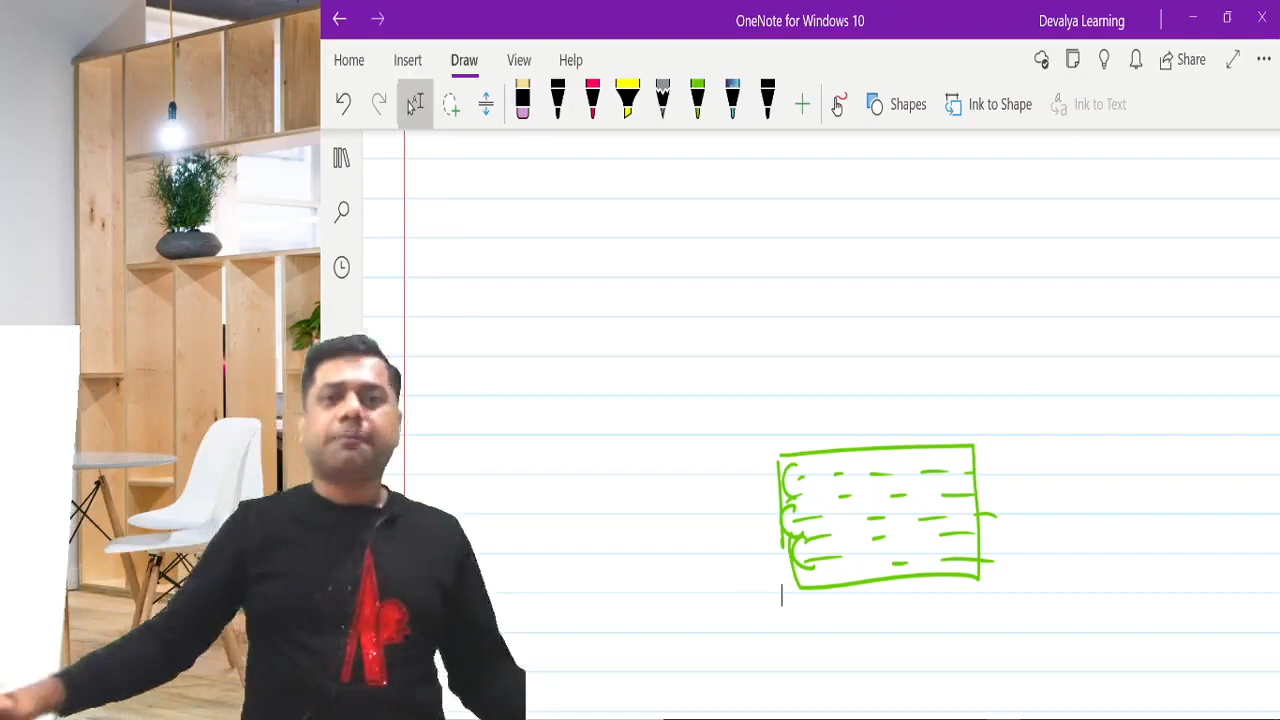 OneNote for Windows 10
Devalya Learning
Home
Insert
Draw
View
Help
Share
Shapes
Ink to Shape
Ink to Text